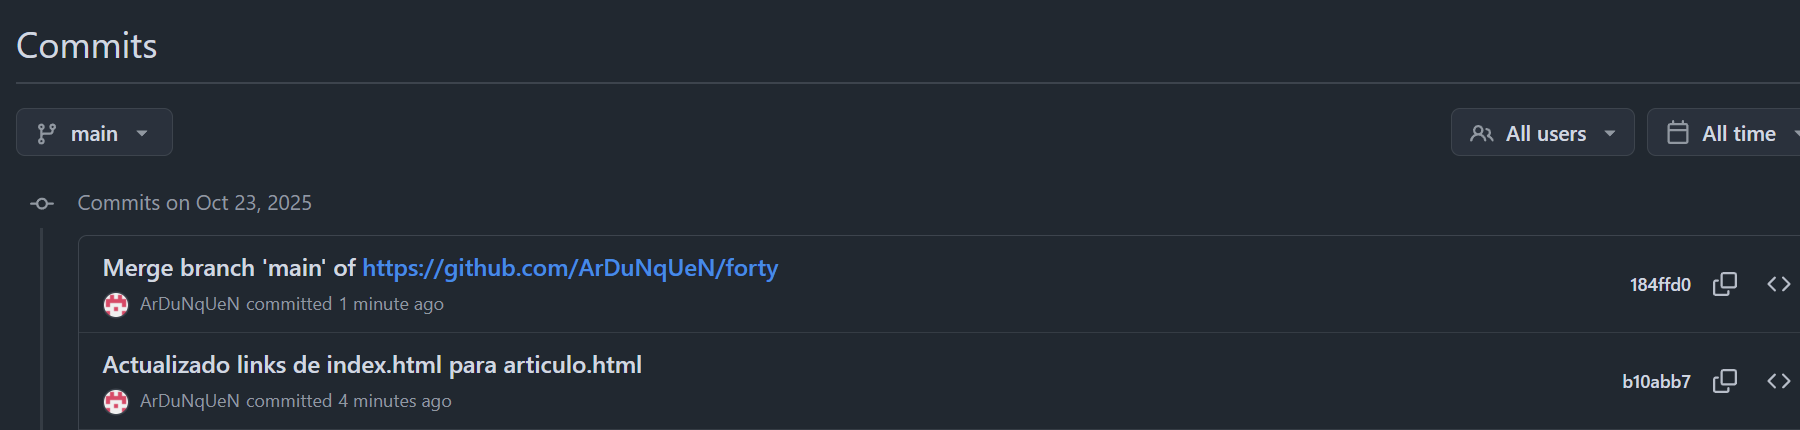 Commits
main
All users
All time
Commits on Oct 23, 2025
Merge branch 'main' of https://github.com/ArDuNqUeN/forty
184ffd0
ArDuNqUeN committed 1 minute ago
Actualizado links de index.html para articulo.html
b10abb7
ArDuNqUeN committed 4 minutes ago